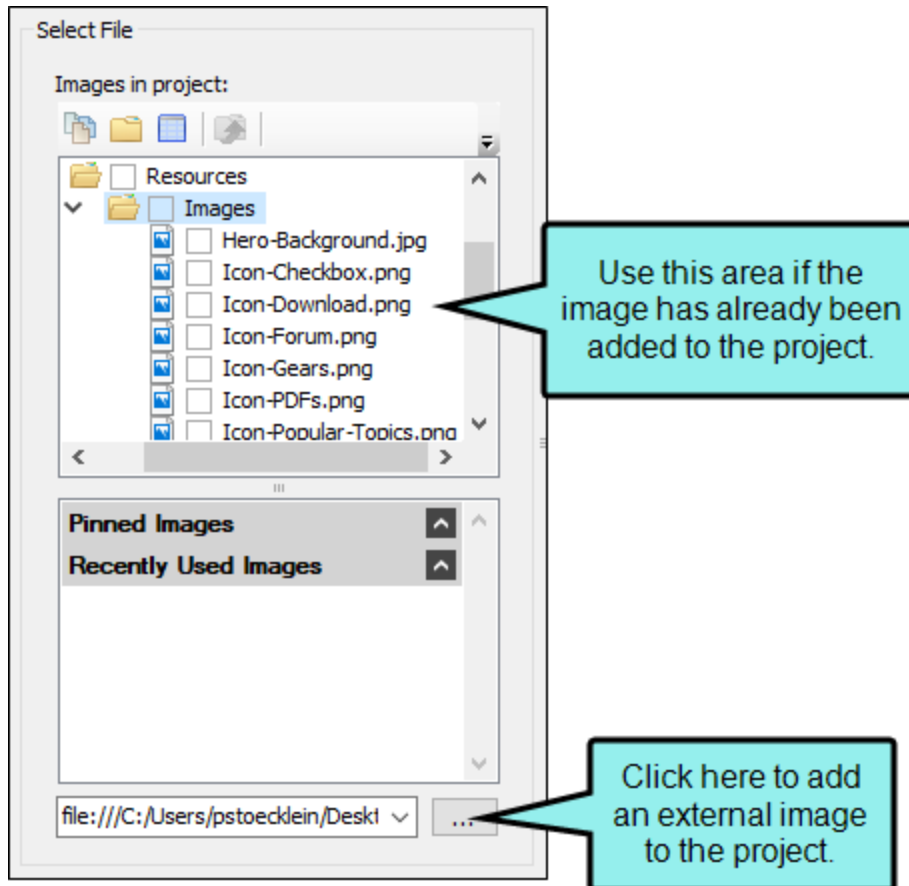 Select File
Images in project:
Resources
Images
Hero-Background.jpg
Icon-Checkbox.png
Icon-Download.png
Icon-Forum.png
Icon-Gears.png
Icon-PDFs.png
Icon-Popular-Topics.png
Use this area if the
image has already been
added to the project.
Pinned Images
Recently Used Images
file:///C:/Users/pstoecklein/Deskt
...
Click here to add
an external image
to the project.